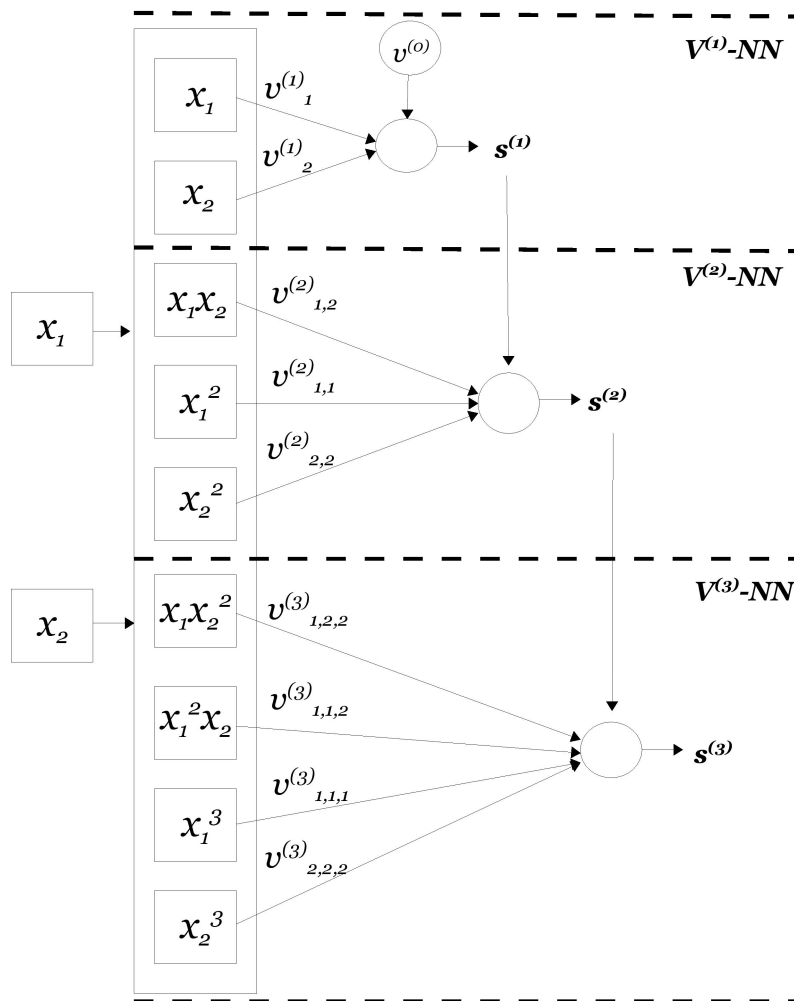 v⁽⁰⁾
V⁽¹⁾-NN
x₁
v⁽¹⁾₁
s⁽¹⁾
v⁽¹⁾₂
x₂
V⁽²⁾-NN
x₁x₂
v⁽²⁾₁,₂
x₁
x₁²
v⁽²⁾₁,₁
s⁽²⁾
v⁽²⁾₂,₂
x₂²
V⁽³⁾-NN
x₁x₂²
v⁽³⁾₁,₂,₂
x₂
x₁²x₂
v⁽³⁾₁,₁,₂
s⁽³⁾
v⁽³⁾₁,₁,₁
x₁³
v⁽³⁾₂,₂,₂
x₂³